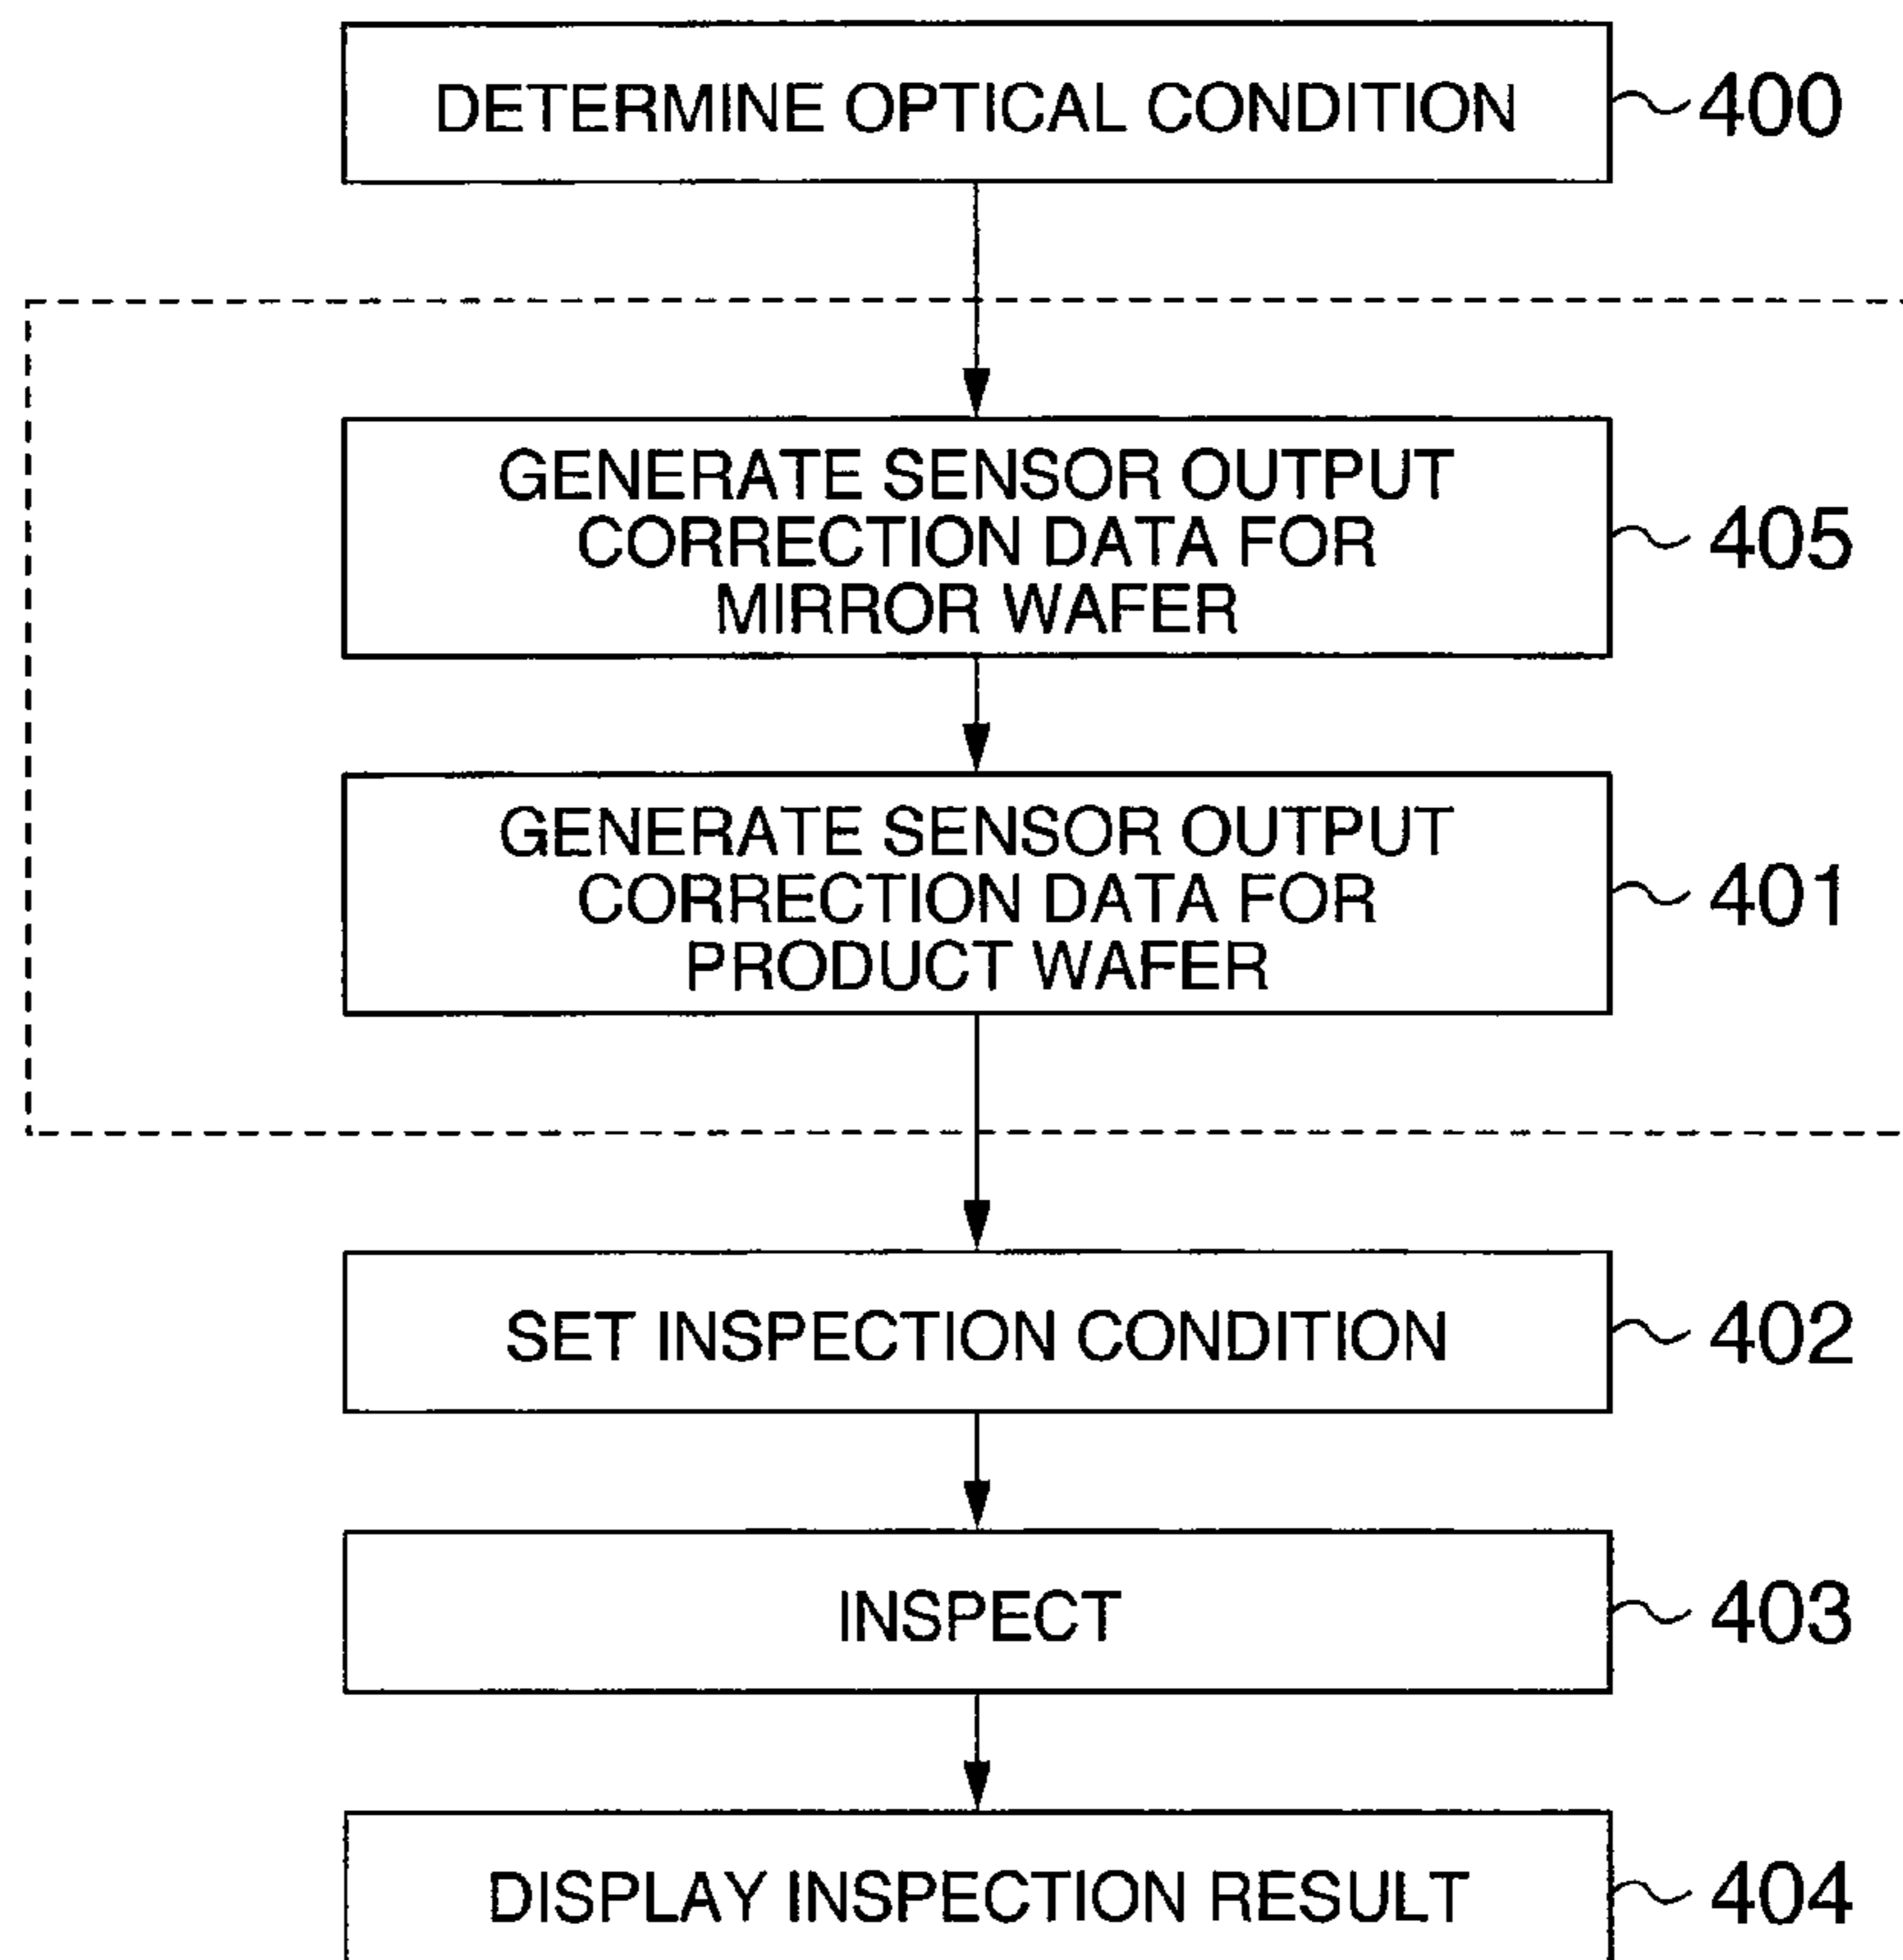 DETERMINE OPTICAL CONDITION
400
GENERATE SENSOR OUTPUT
CORRECTION DATA FOR
MIRROR WAFER
405
GENERATE SENSOR OUTPUT
CORRECTION DATA FOR
PRODUCT WAFER
401
SET INSPECTION CONDITION
402
INSPECT
403
DISPLAY INSPECTION RESULT
404